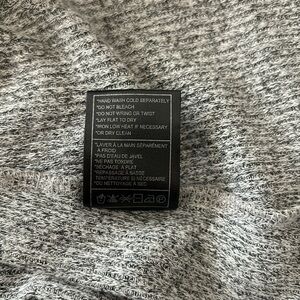 *HAND WASH COLD SEPARATELY
*DO NOT BLEACH
*DO NOT WRING OR TWIST
*LAY FLAT TO DRY
*IRON LOW HEAT IF NECESSARY
*OR DRY CLEAN
*LAVER À LA MAIN SÉPARÉMENT
À FROID
*PAS D'EAU DE JAVEL
*NE PAS TORDRE
*SÉCHAGE À PLAT
*REPASSAGE À BASSE
TEMPERATURE SI NÉCESSAIRE
*OU NETTOYAGE À SEC